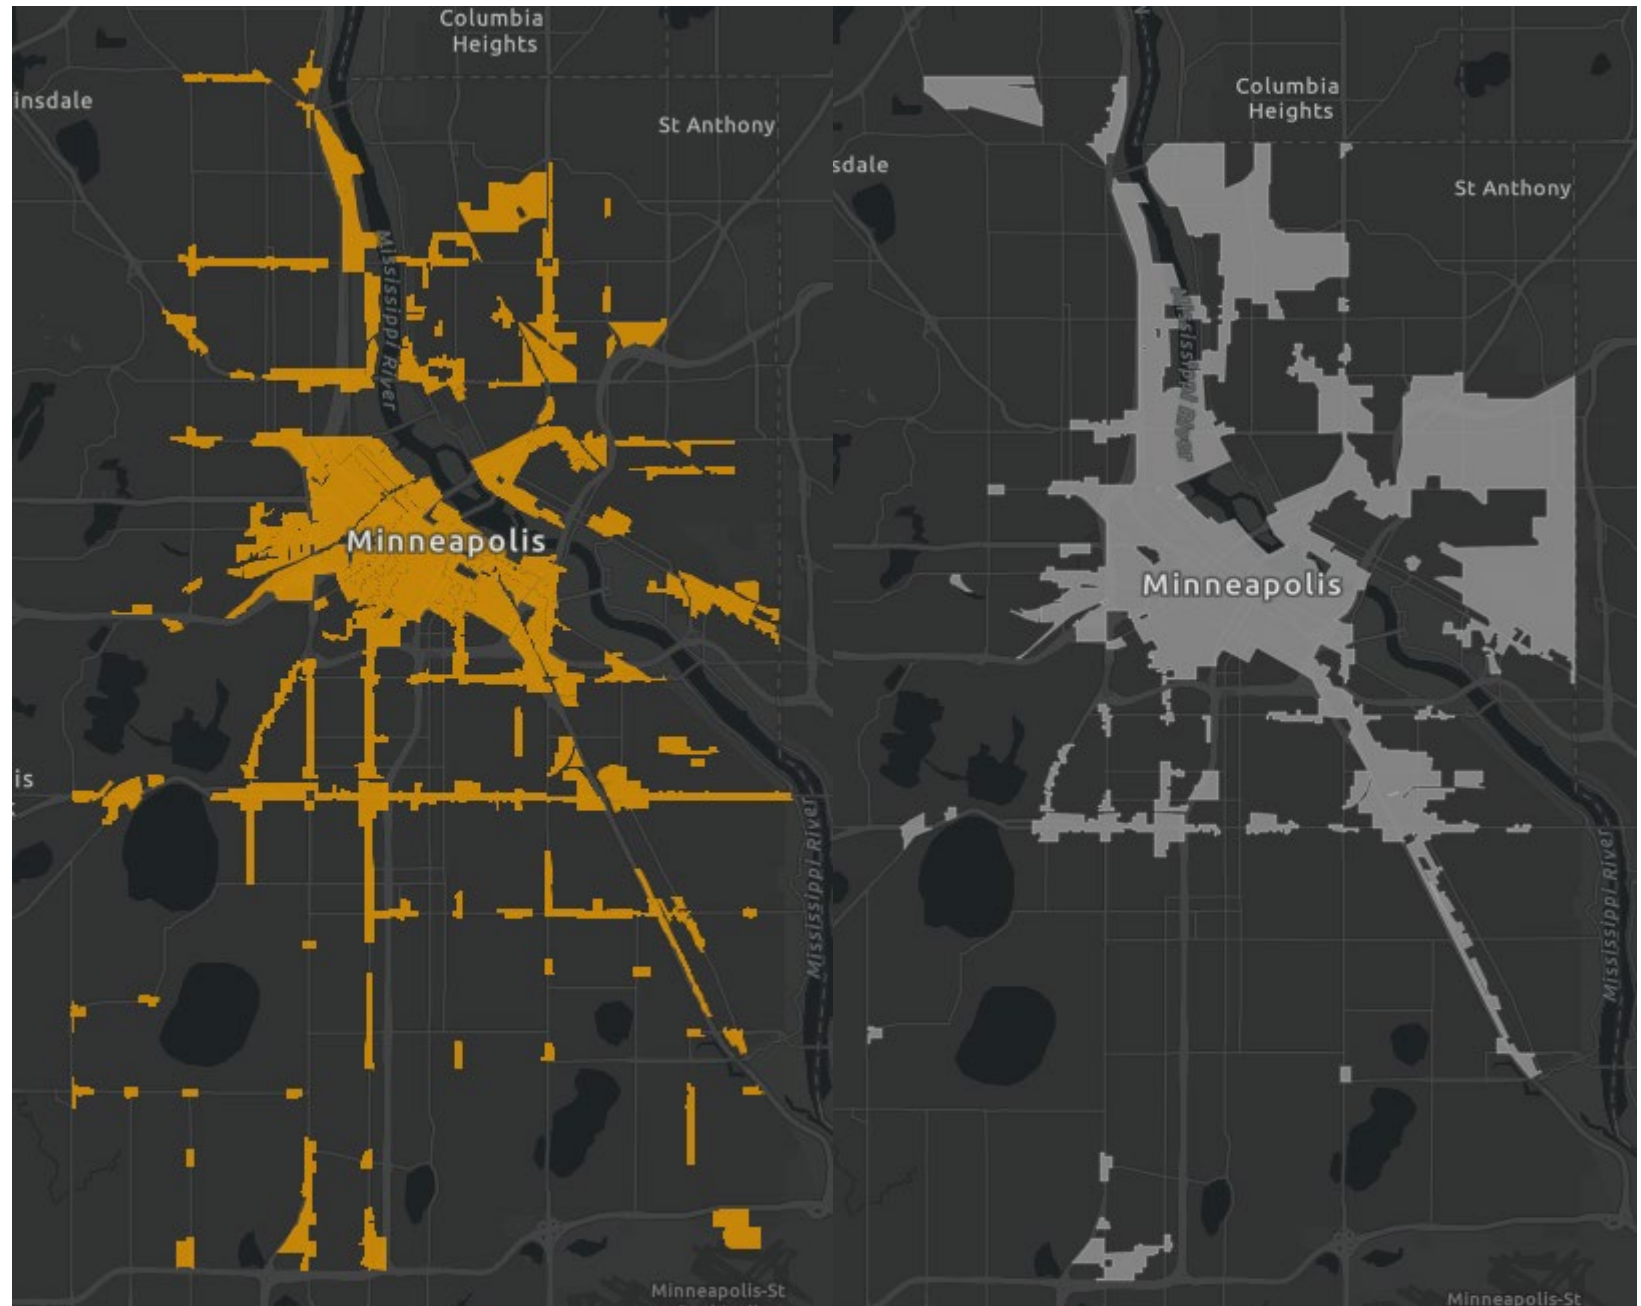 Columbia
Heights
insdale
St Anthony
Mississippi River
Minneapolis
is
Mississippi River
Minneapolis-St
N
Columbia
Heights
sdale
St Anthony
Mississippi River
Minneapolis
Mississippi River
Minneapolis-St